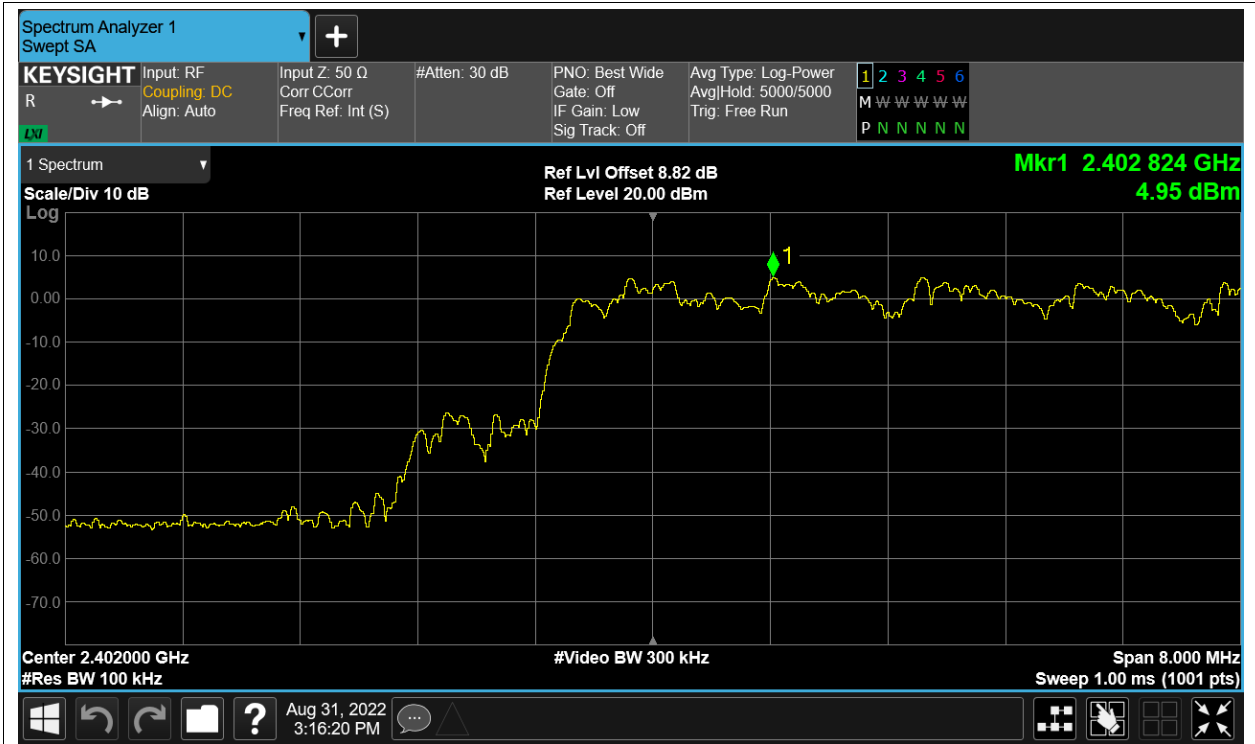 Spectrum Analyzer 1
Swept SA
+
KEYSIGHT
R
LXI
Input: RF
Coupling: DC
Align: Auto
Input Z: 50 Ω
Corr CCorr
Freq Ref: Int (S)
#Atten: 30 dB
PNO: Best Wide
Gate: Off
IF Gain: Low
Sig Track: Off
Avg Type: Log-Power
Avg|Hold: 5000/5000
Trig: Free Run
1 2 3 4 5 6
M W W W W W
P N N N N N
1 Spectrum
Scale/Div 10 dB
Log
Ref Lvl Offset 8.82 dB
Ref Level 20.00 dBm
Mkr1 2.402 824 GHz
4.95 dBm
1
10.0
0.00
-10.0
-20.0
-30.0
-40.0
-50.0
-60.0
-70.0
Center 2.402000 GHz
#Res BW 100 kHz
#Video BW 300 kHz
Span 8.000 MHz
Sweep 1.00 ms (1001 pts)
?
Aug 31, 2022
3:16:20 PM